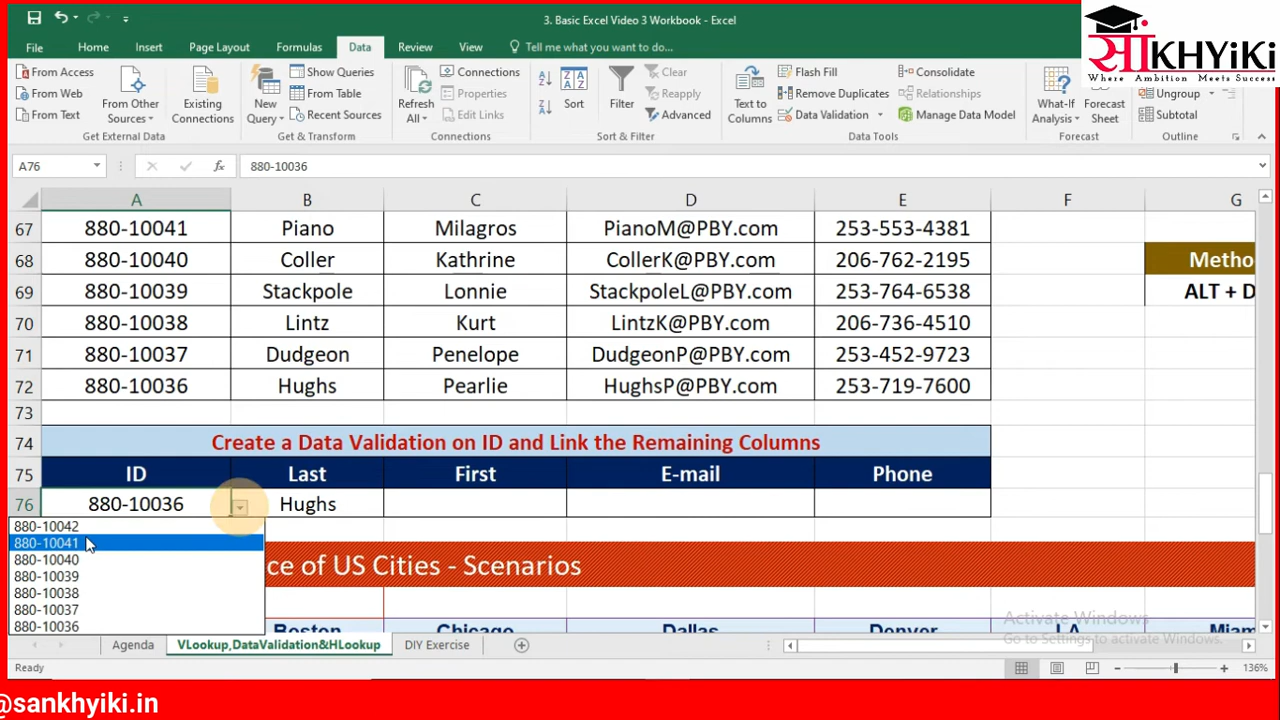 3. Basic Excel Video 3 Workbook - Excel
साKHYiKi
Where Ambition Meets Success
File Home Insert Page Layout Formulas Data Review View Tell me what you want to do...
From Access
From Web
From Text
From Other Sources
Existing Connections
Get External Data
New Query
Show Queries
From Table
Recent Sources
Get & Transform
Refresh All
Connections
Properties
Edit Links
Connections
Sort
Filter
Clear
Reapply
Advanced
Sort & Filter
Text to Columns
Flash Fill
Remove Duplicates
Data Validation
Consolidate
Relationships
Manage Data Model
Data Tools
What-If Analysis
Forecast Sheet
Forecast
Ungroup
Subtotal
Outline
A76 fx 880-10036
A B C D E F G
67 880-10041 Piano Milagros PianoM@PBY.com 253-553-4381
68 880-10040 Coller Kathrine CollerK@PBY.com 206-762-2195 Metho
69 880-10039 Stackpole Lonnie StackpoleL@PBY.com 253-764-6538 ALT + D
70 880-10038 Lintz Kurt LintzK@PBY.com 206-736-4510
71 880-10037 Dudgeon Penelope DudgeonP@PBY.com 253-452-9723
72 880-10036 Hughs Pearlie HughsP@PBY.com 253-719-7600
73
74 Create a Data Validation on ID and Link the Remaining Columns
75 ID Last First E-mail Phone
76 880-10036 Hughs
880-10042
880-10041
880-10040
880-10039
880-10038
880-10037
880-10036
ce of US Cities - Scenarios
Boston Chicago Dallas Denver LA Miam
Activate Windows
Go to Settings to activate Windows.
Agenda VLookup,DataValidation&HLookup DIY Exercise
Ready 136%
@sankhyiki.in